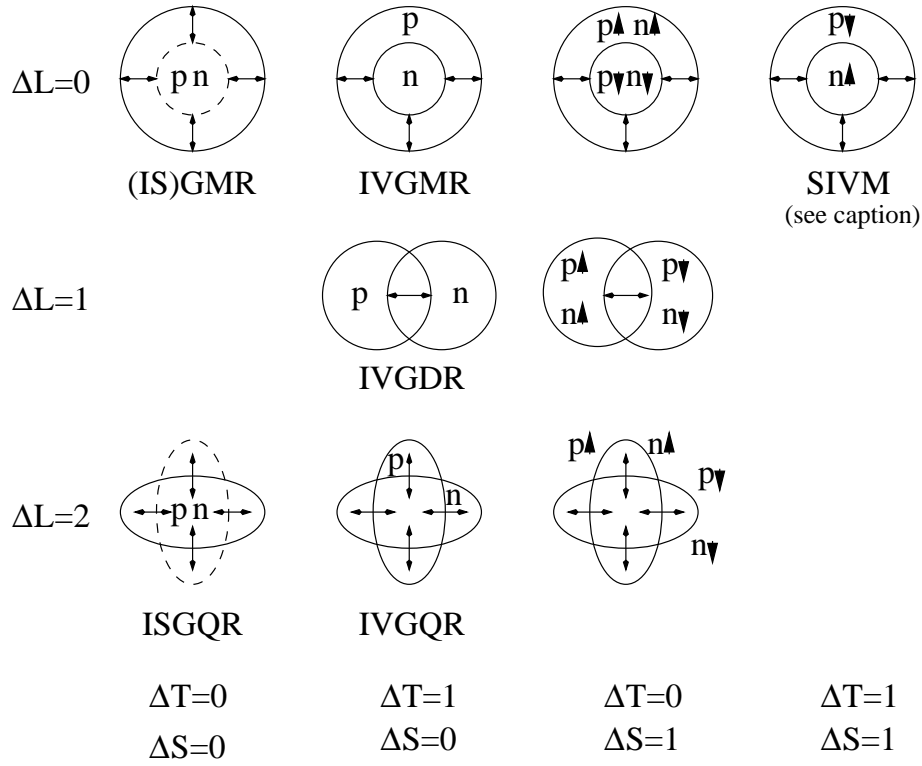 p p▲ n▲ p▼
ΔL=0 p n n p▼ n▼ n▲
(IS)GMR IVGMR SIVM
(see caption)
p▲ p▼
ΔL=1 p n
n▲ n▼
IVGDR
p p▲ n▲
p▼
n
ΔL=2 p n
n▼
ISGQR IVGQR
ΔT=0 ΔT=1 ΔT=0 ΔT=1
ΔS=0 ΔS=0 ΔS=1 ΔS=1